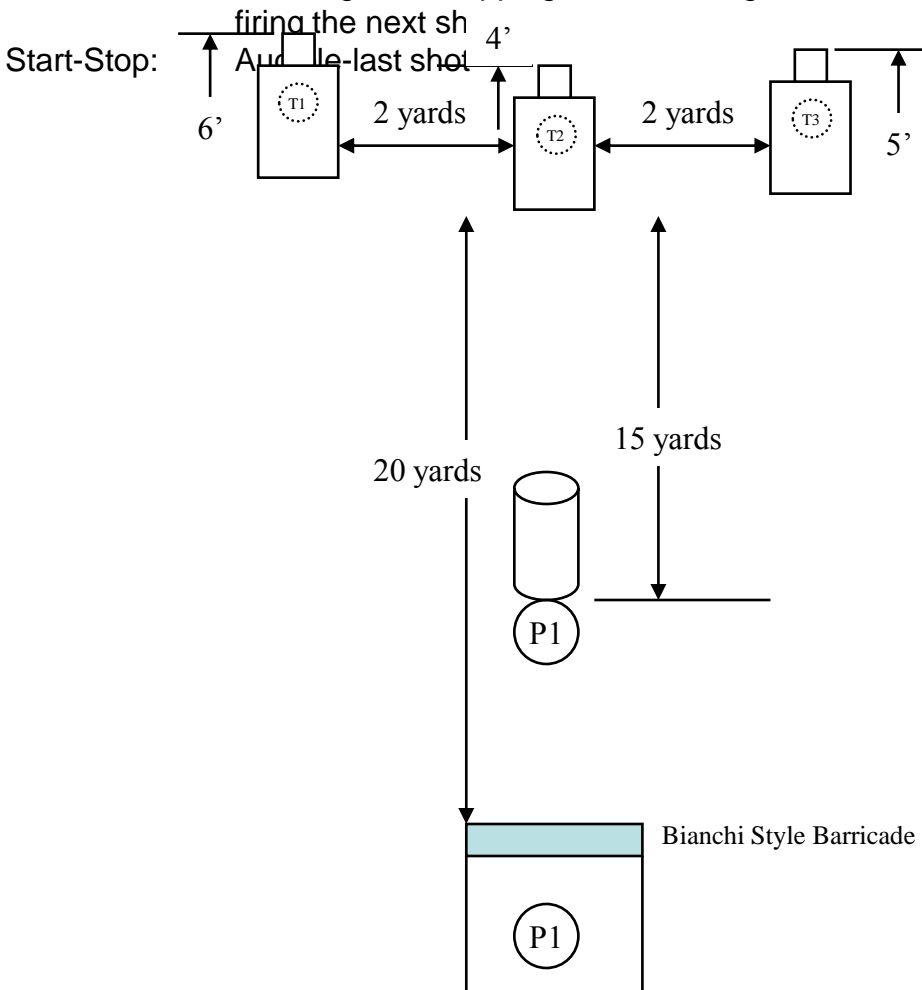 firing the next
Start-Stop: shot
6’
4’
5’
T1
T2
T3
2 yards
2 yards
15 yards
20 yards
P1
Bianchi Style Barricade
P1